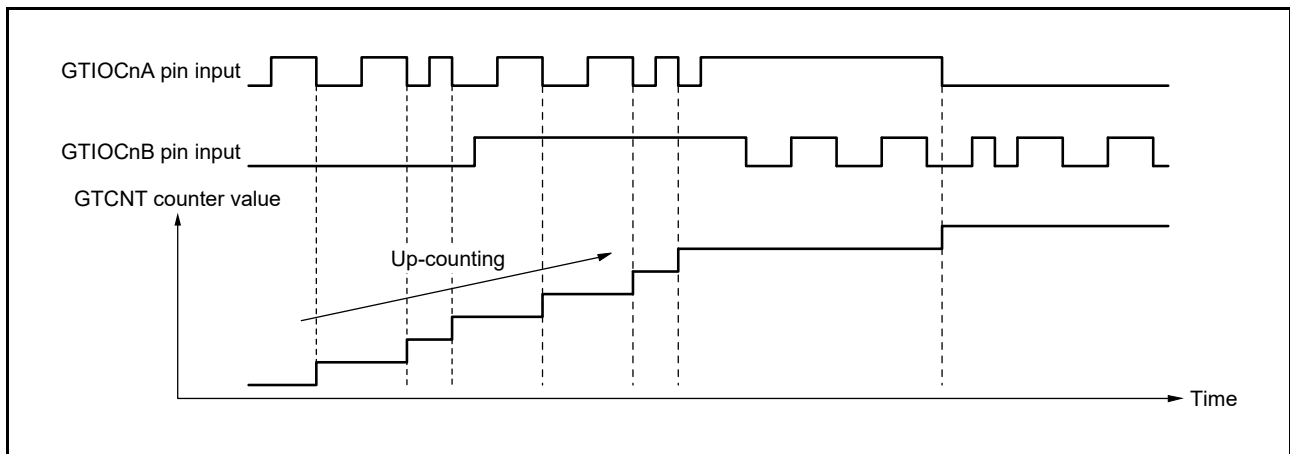 GTIOCnA pin input
GTIOCnB pin input
GTCNT counter value
Up-counting
Time